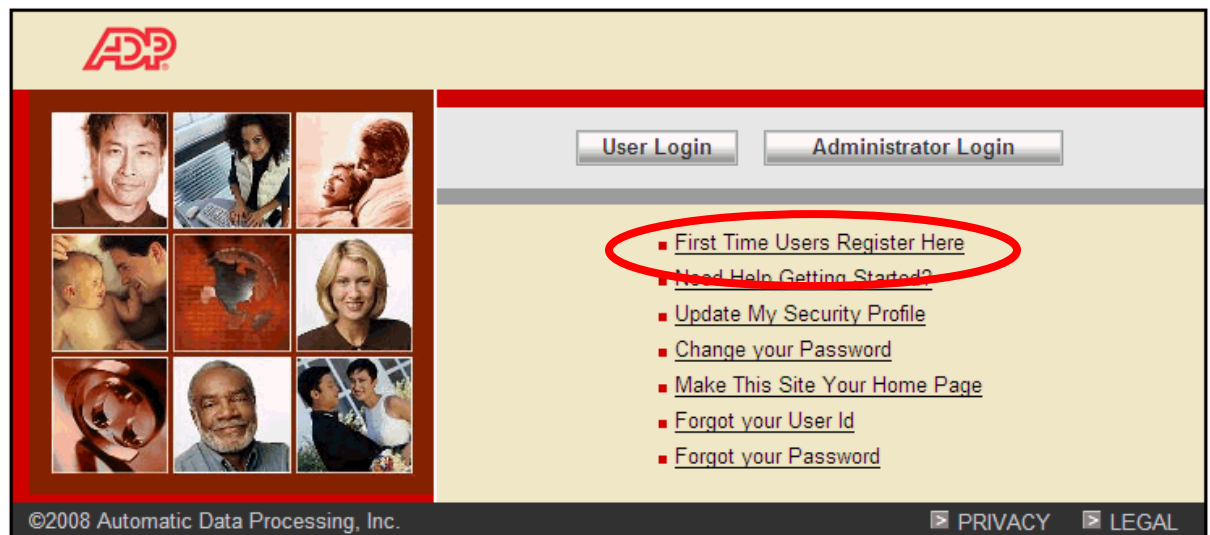 ADP
User Login Administrator Login
First Time Users Register Here
Need Help Getting Started?
Update My Security Profile
Change your Password
Make This Site Your Home Page
Forgot your User Id
Forgot your Password
©2008 Automatic Data Processing, Inc. PRIVACY LEGAL